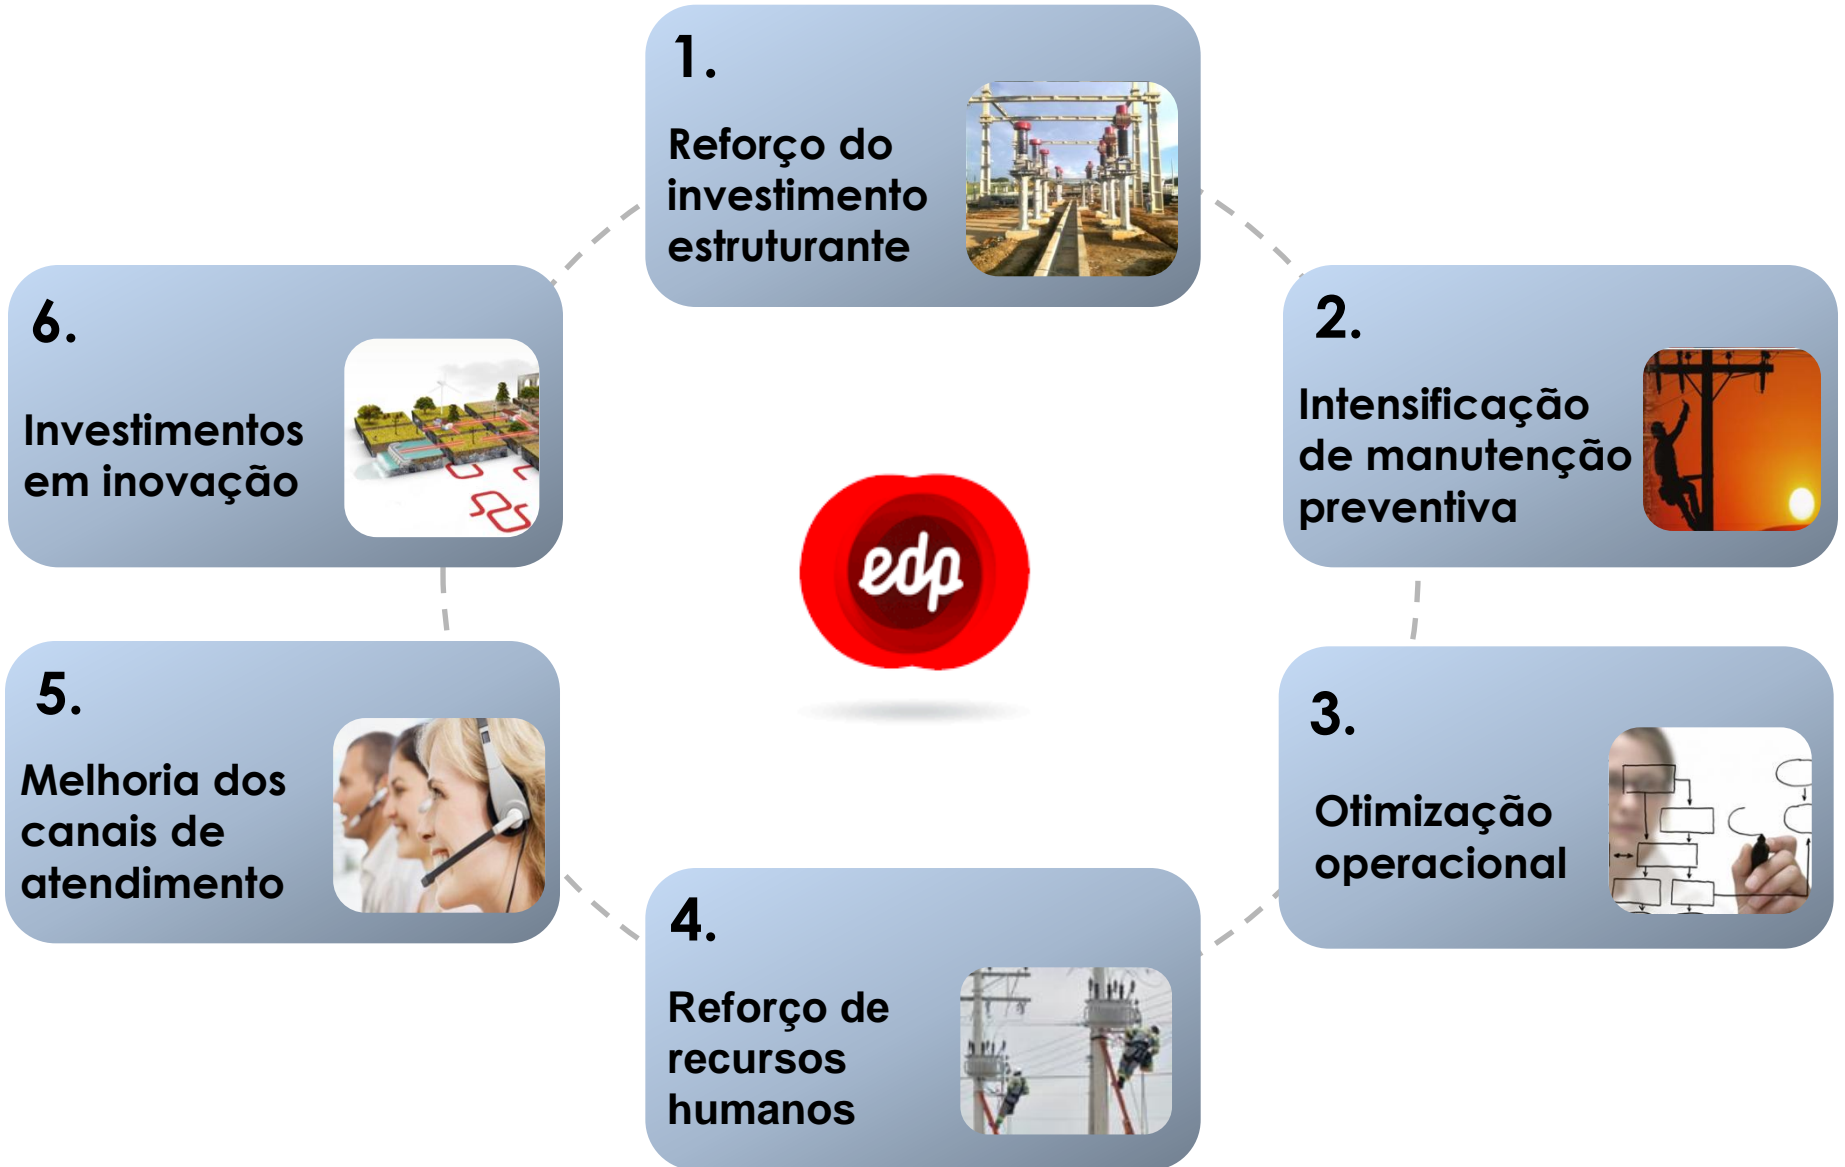 1.
Reforço do
investimento
estruturante
2.
Intensificação
de manutenção
preventiva
3.
Otimização
operacional
4.
Reforço de
recursos
humanos
5.
Melhoria dos
canais de
atendimento
6.
Investimentos
em inovação
edp